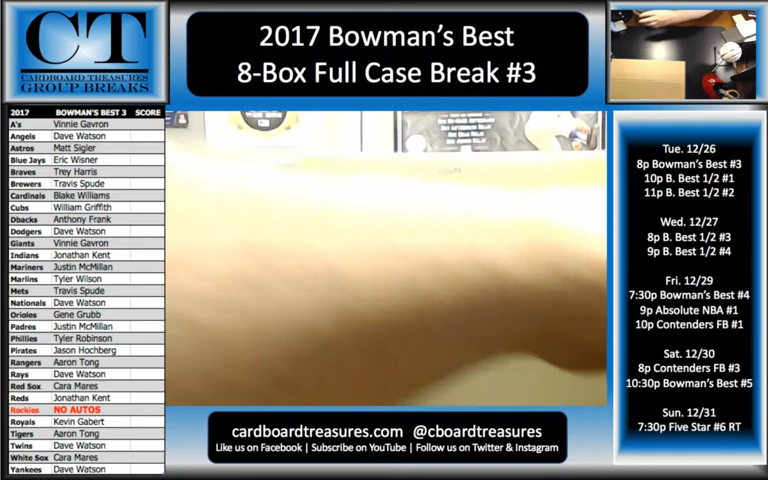 CT
CARDBOARD TREASURES
GROUP BREAKS
2017 Bowman's Best
8-Box Full Case Break #3
2017 BOWMAN'S BEST 3 SCORE
A's Vinnie Gavron
Angels Dave Watson
Astros Matt Sigler
Blue Jays Eric Wisner
Braves Trey Harris
Brewers Travis Spude
Cardinals Blake Williams
Cubs William Griffith
Dbacks Anthony Frank
Dodgers Dave Watson
Giants Vinnie Gavron
Indians Jonathan Kent
Mariners Justin McMillan
Marlins Tyler Wilson
Mets Travis Spude
Nationals Dave Watson
Orioles Gene Grubb
Padres Justin McMillan
Phillies Tyler Robinson
Pirates Jason Hochberg
Rangers Aaron Tong
Rays Dave Watson
Red Sox Cara Mares
Reds Jonathan Kent
Rockies NO AUTOS
Royals Kevin Gabert
Tigers Aaron Tong
Twins Dave Watson
White Sox Cara Mares
Yankees Dave Watson
Tue. 12/26
8p Bowman's Best #3
10p B. Best 1/2 #1
11p B. Best 1/2 #2
Wed. 12/27
8p B. Best 1/2 #3
9p B. Best 1/2 #4
Fri. 12/29
7:30p Bowman's Best #4
9p Absolute NBA #1
10p Contenders FB #1
Sat. 12/30
8p Contenders FB #3
10:30p Bowman's Best #5
Sun. 12/31
7:30p Five Star #6 RT
cardboardtreasures.com @cboardtreasures
Like us on Facebook | Subscribe on YouTube | Follow us on Twitter & Instagram